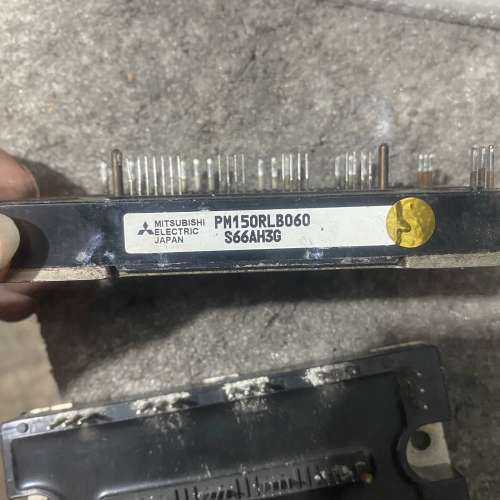 MITSUBISHI
ELECTRIC
JAPAN
PM150RLB060
S66AH3G